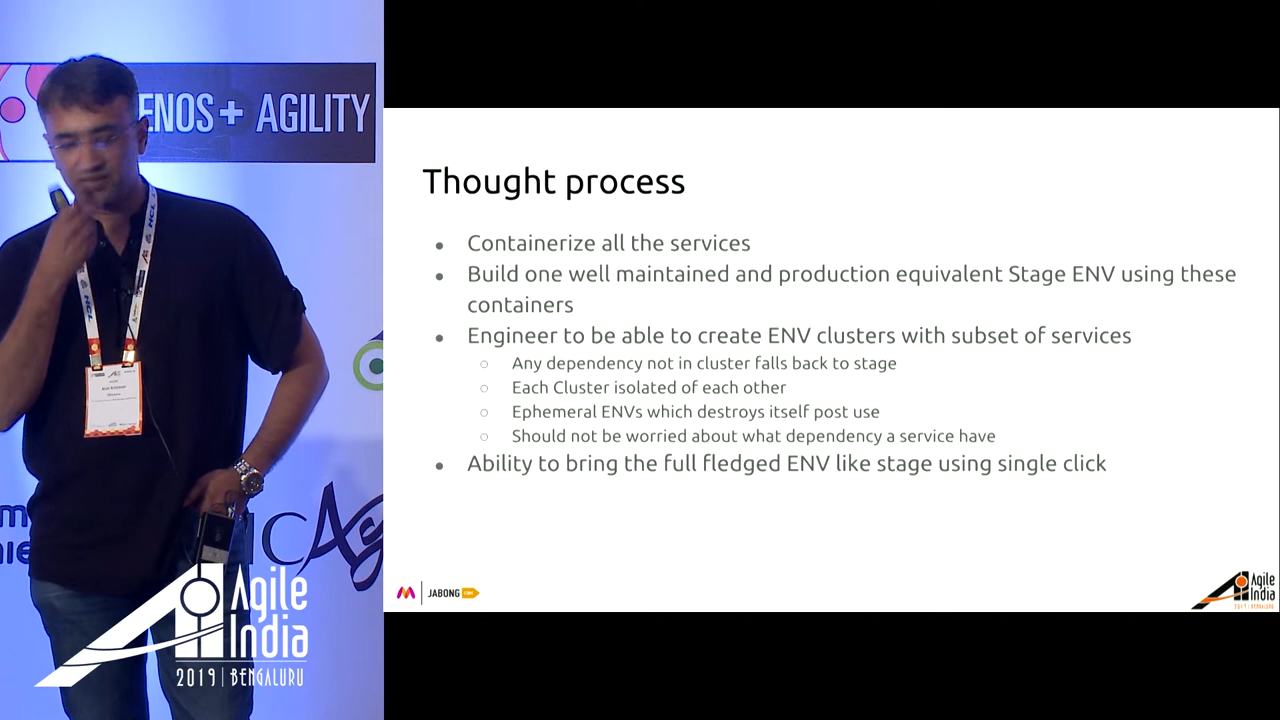 ENOS+ AGILITY
HCL
Thought process
● Containerize all the services
● Build one well maintained and production equivalent Stage ENV using these
containers
● Engineer to be able to create ENV clusters with subset of services
○ Any dependency not in cluster falls back to stage
○ Each Cluster isolated of each other
○ Ephemeral ENVs which destroys itself post use
○ Should not be worried about what dependency a service have
● Ability to bring the full fledged ENV like stage using single click
JABONG
Agile
India
2019 | BENGALURU
Agile
India
2019 | BENGALURU